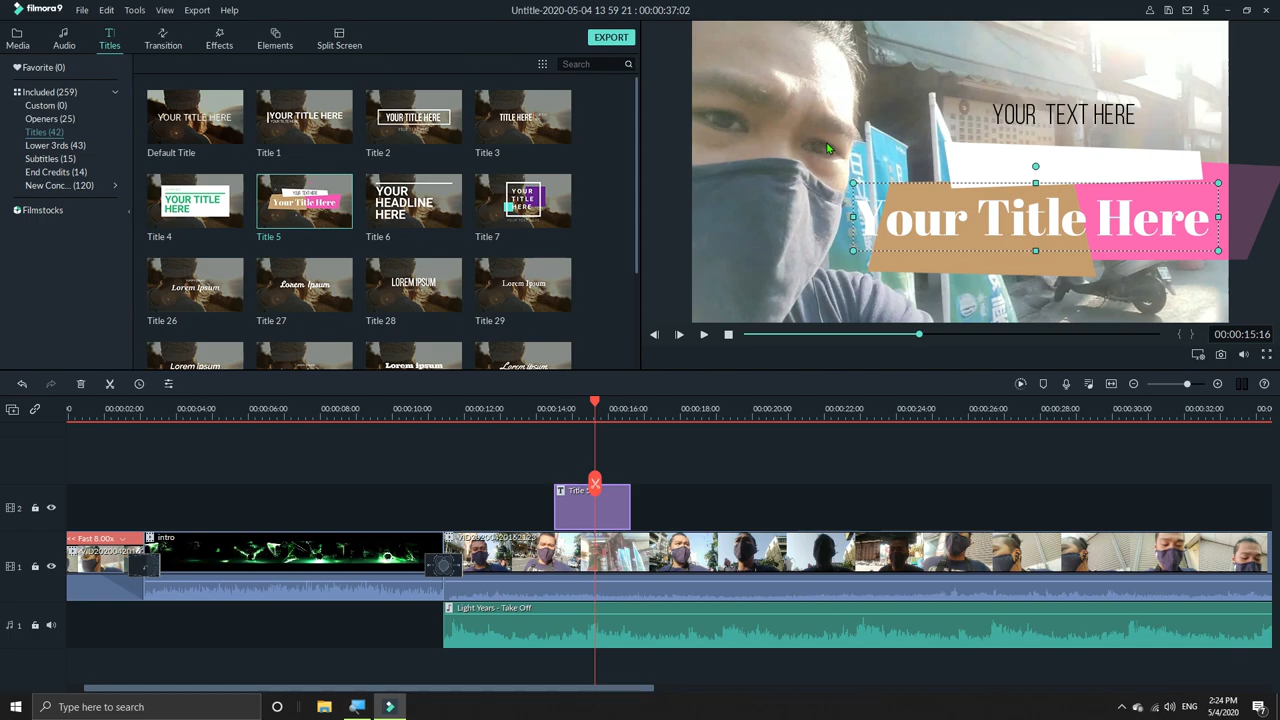 filmora9 File Edit Tools View Export Help Untitle-2020-05-04 13 59 21 : 00:00:37:02
Media Audio Titles Transition Effects Elements Split Screen EXPORT
Favorite (0)
Search
Included (259)
Custom (0)
Openers (25)
Titles (42)
Lower 3rds (43)
Subtitles (15)
End Credits (14)
New Conc... (120)
Filmstocks
YOUR TITLE HERE
YOUR TITLE HERE
YOUR TITLE HERE
TITLE HERE
Default Title Title 1 Title 2 Title 3
YOUR TITLE
HERE
YOUR TEXT HERE
Your Title Here
YOUR
HEADLINE
HERE
YOUR
TITLE
HERE
Title 4 Title 5 Title 6 Title 7
Lorem Ipsum Lorem Ipsum LOREM IPSUM Lorem Ipsum
Title 26 Title 27 Title 28 Title 29
Lorem ipsum Lorem Ipsum
YOUR TEXT HERE
Your Title Here
00:00:15:16
00:00:02:00 00:00:04:00 00:00:06:00 00:00:08:00 00:00:10:00 00:00:12:00 00:00:14:00 00:00:16:00 00:00:18:00 00:00:20:00 00:00:22:00 00:00:24:00 00:00:26:00 00:00:28:00 00:00:30:00 00:00:32:00
2 Title 5
<< Fast 8.00x intro VID20200420162123
1
1 Light Years - Take Off
Type here to search
ENG
2:24 PM
5/4/2020